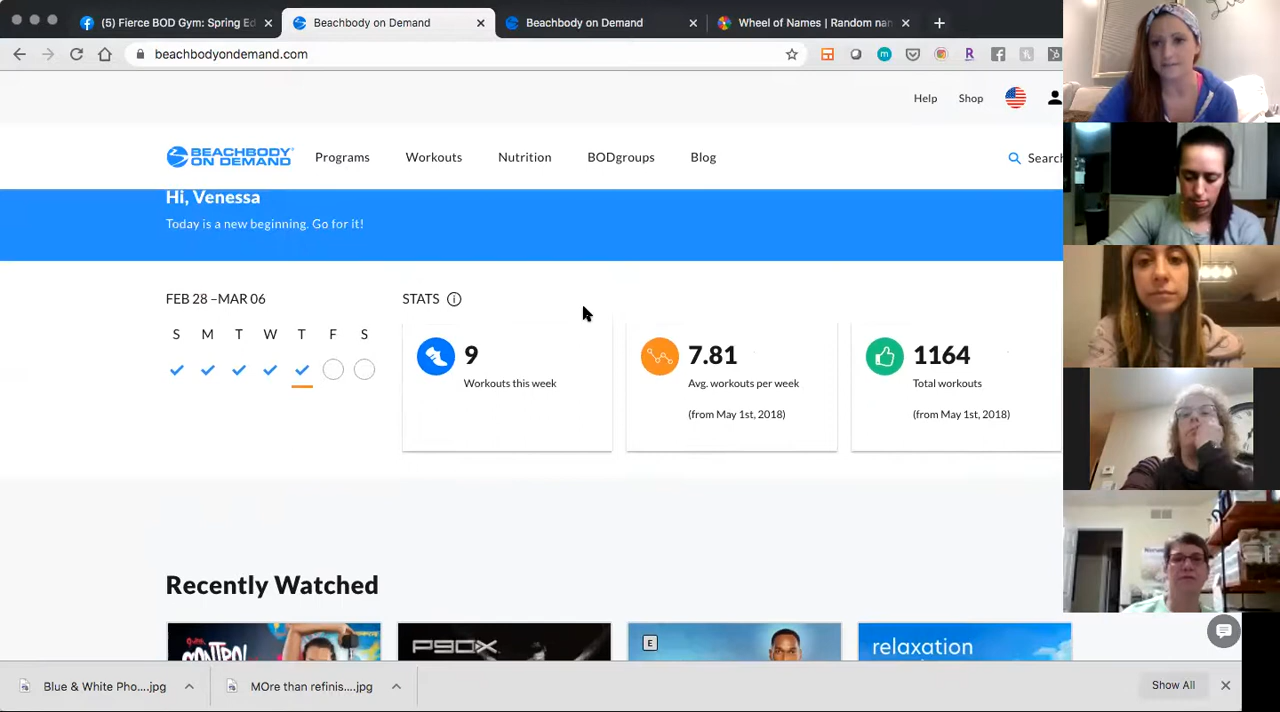 (5) Fierce BOD Gym: Spring Ed
Beachbody on Demand
Beachbody on Demand
Wheel of Names | Random nan
beachbodyondemand.com
Help
Shop
BEACHBODY
ON DEMAND
Programs
Workouts
Nutrition
BODgroups
Blog
Search
Hi, Venessa
Today is a new beginning. Go for it!
FEB 28 –MAR 06
STATS
S M T W T F S
9
Workouts this week
7.81
Avg. workouts per week
(from May 1st, 2018)
1164
Total workouts
(from May 1st, 2018)
Recently Watched
CONTROL
P90X
E
relaxation
Blue & White Pho....jpg
MOre than refinis....jpg
Show All